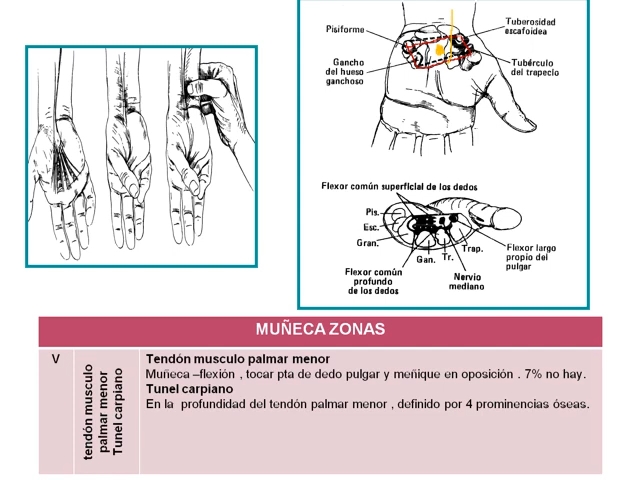 Pisiforme
Gancho
del hueso
ganchoso
Tuberosidad
escafoidea
Tubérculo
del trapecio
Flexor común superficial de los dedos
Pis.
Esc.
Gran.
Gan.
Tr.
Trap.
Flexor largo
propio del
pulgar
Flexor común
profundo
de los dedos
Nervio
mediano
MUÑECA ZONAS
V
tendón musculo
palmar menor
Tunel carpiano
Tendón musculo palmar menor
Muñeca –flexión , tocar pta de dedo pulgar y meñique en oposición . 7% no hay.
Tunel carpiano
En la profundidad del tendón palmar menor , definido por 4 prominencias óseas.